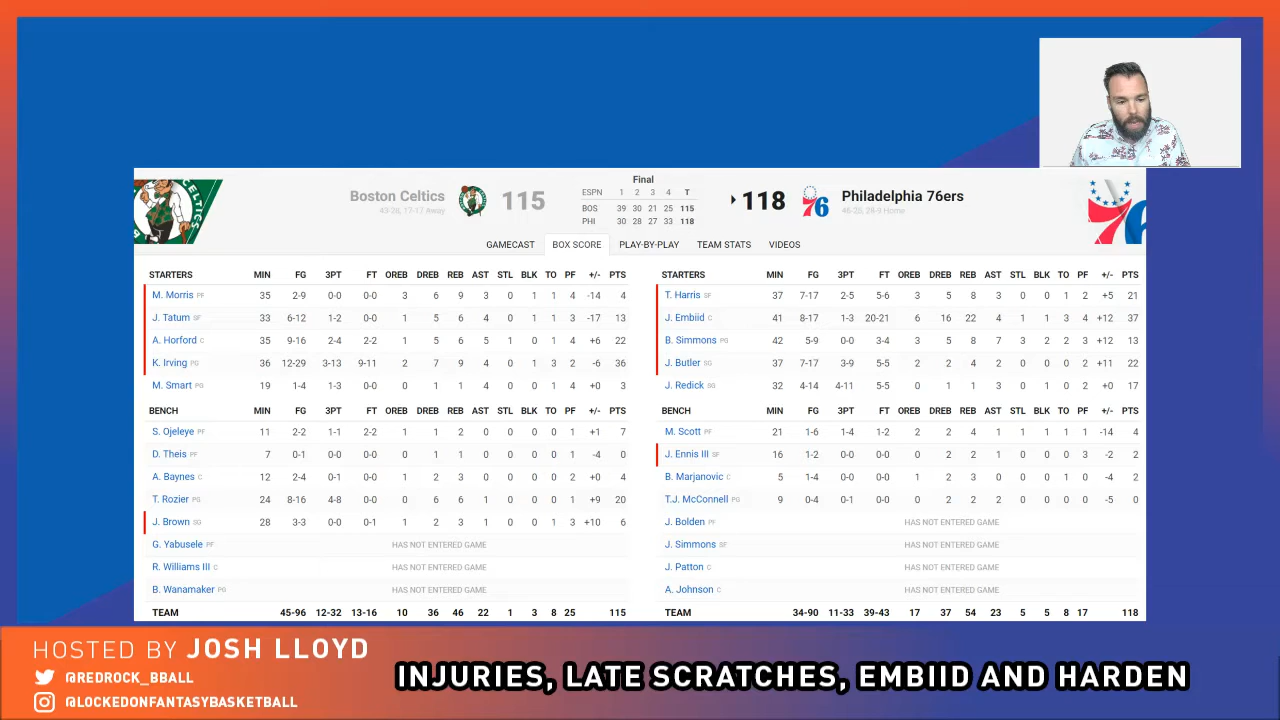 Final
Boston Celtics 115 ESPN 1 2 3 4 T 118 Philadelphia 76ers
BOS 39 30 21 25 115
PHI 30 28 27 33 118
GAMECAST BOX SCORE PLAY-BY-PLAY TEAM STATS VIDEOS
STARTERS MIN FG 3PT FT OREB DREB REB AST STL BLK TO PF +/- PTS
M. Morris PF 35 2-9 0-0 0-0 3 6 9 3 0 1 1 4 -14 4
J. Tatum SF 33 6-12 1-2 0-0 1 5 6 4 0 1 1 3 -17 13
A. Horford C 35 9-16 2-4 2-2 1 5 6 5 1 0 1 4 +6 22
K. Irving PG 36 12-29 3-13 9-11 2 7 9 4 0 1 3 2 -6 36
M. Smart PG 19 1-4 1-3 0-0 0 1 1 4 0 0 1 4 +0 3
BENCH MIN FG 3PT FT OREB DREB REB AST STL BLK TO PF +/- PTS
S. Ojeleye PF 11 2-2 1-1 2-2 1 1 2 0 0 0 0 1 +1 7
D. Theis PF 7 0-1 0-0 0-0 0 1 1 0 0 0 0 1 -4 0
A. Baynes C 12 2-4 0-1 0-0 1 2 3 0 0 0 0 2 +0 4
T. Rozier PG 24 8-16 4-8 0-0 0 6 6 1 0 0 0 1 +9 20
J. Brown SG 28 3-3 0-0 0-1 1 2 3 1 0 0 1 3 +10 6
G. Yabusele PF HAS NOT ENTERED GAME
R. Williams III C HAS NOT ENTERED GAME
B. Wanamaker PG HAS NOT ENTERED GAME
TEAM 45-96 12-32 13-16 10 36 46 22 1 3 8 25 115
STARTERS MIN FG 3PT FT OREB DREB REB AST STL BLK TO PF +/- PTS
T. Harris SF 37 7-17 2-5 5-6 3 5 8 3 0 0 1 2 +5 21
J. Embiid C 41 8-17 1-3 20-21 6 16 22 4 1 1 3 4 +12 37
B. Simmons PG 42 5-9 0-0 3-4 3 5 8 7 3 2 2 3 +12 13
J. Butler SG 37 7-17 3-9 5-5 2 2 4 2 0 0 0 2 +11 22
J. Redick SG 32 4-14 4-11 5-5 0 1 1 3 0 1 0 2 +0 17
BENCH MIN FG 3PT FT OREB DREB REB AST STL BLK TO PF +/- PTS
M. Scott PF 21 1-6 1-4 1-2 2 2 4 1 1 1 1 1 -14 4
J. Ennis III SF 16 1-2 0-0 0-0 0 2 2 1 0 0 0 3 -2 2
B. Marjanovic C 5 1-4 0-0 0-0 1 2 3 0 0 0 1 0 -4 2
T.J. McConnell PG 9 0-4 0-1 0-0 0 2 2 2 0 0 0 0 -5 0
J. Bolden PF HAS NOT ENTERED GAME
J. Simmons SF HAS NOT ENTERED GAME
J. Patton C HAS NOT ENTERED GAME
A. Johnson C HAS NOT ENTERED GAME
TEAM 34-90 11-33 39-43 17 37 54 23 5 5 8 17 118
HOSTED BY JOSH LLOYD
@REDROCK_BBALL
@LOCKEDONFANTASYBASKETBALL
INJURIES, LATE SCRATCHES, EMBIID AND HARDEN